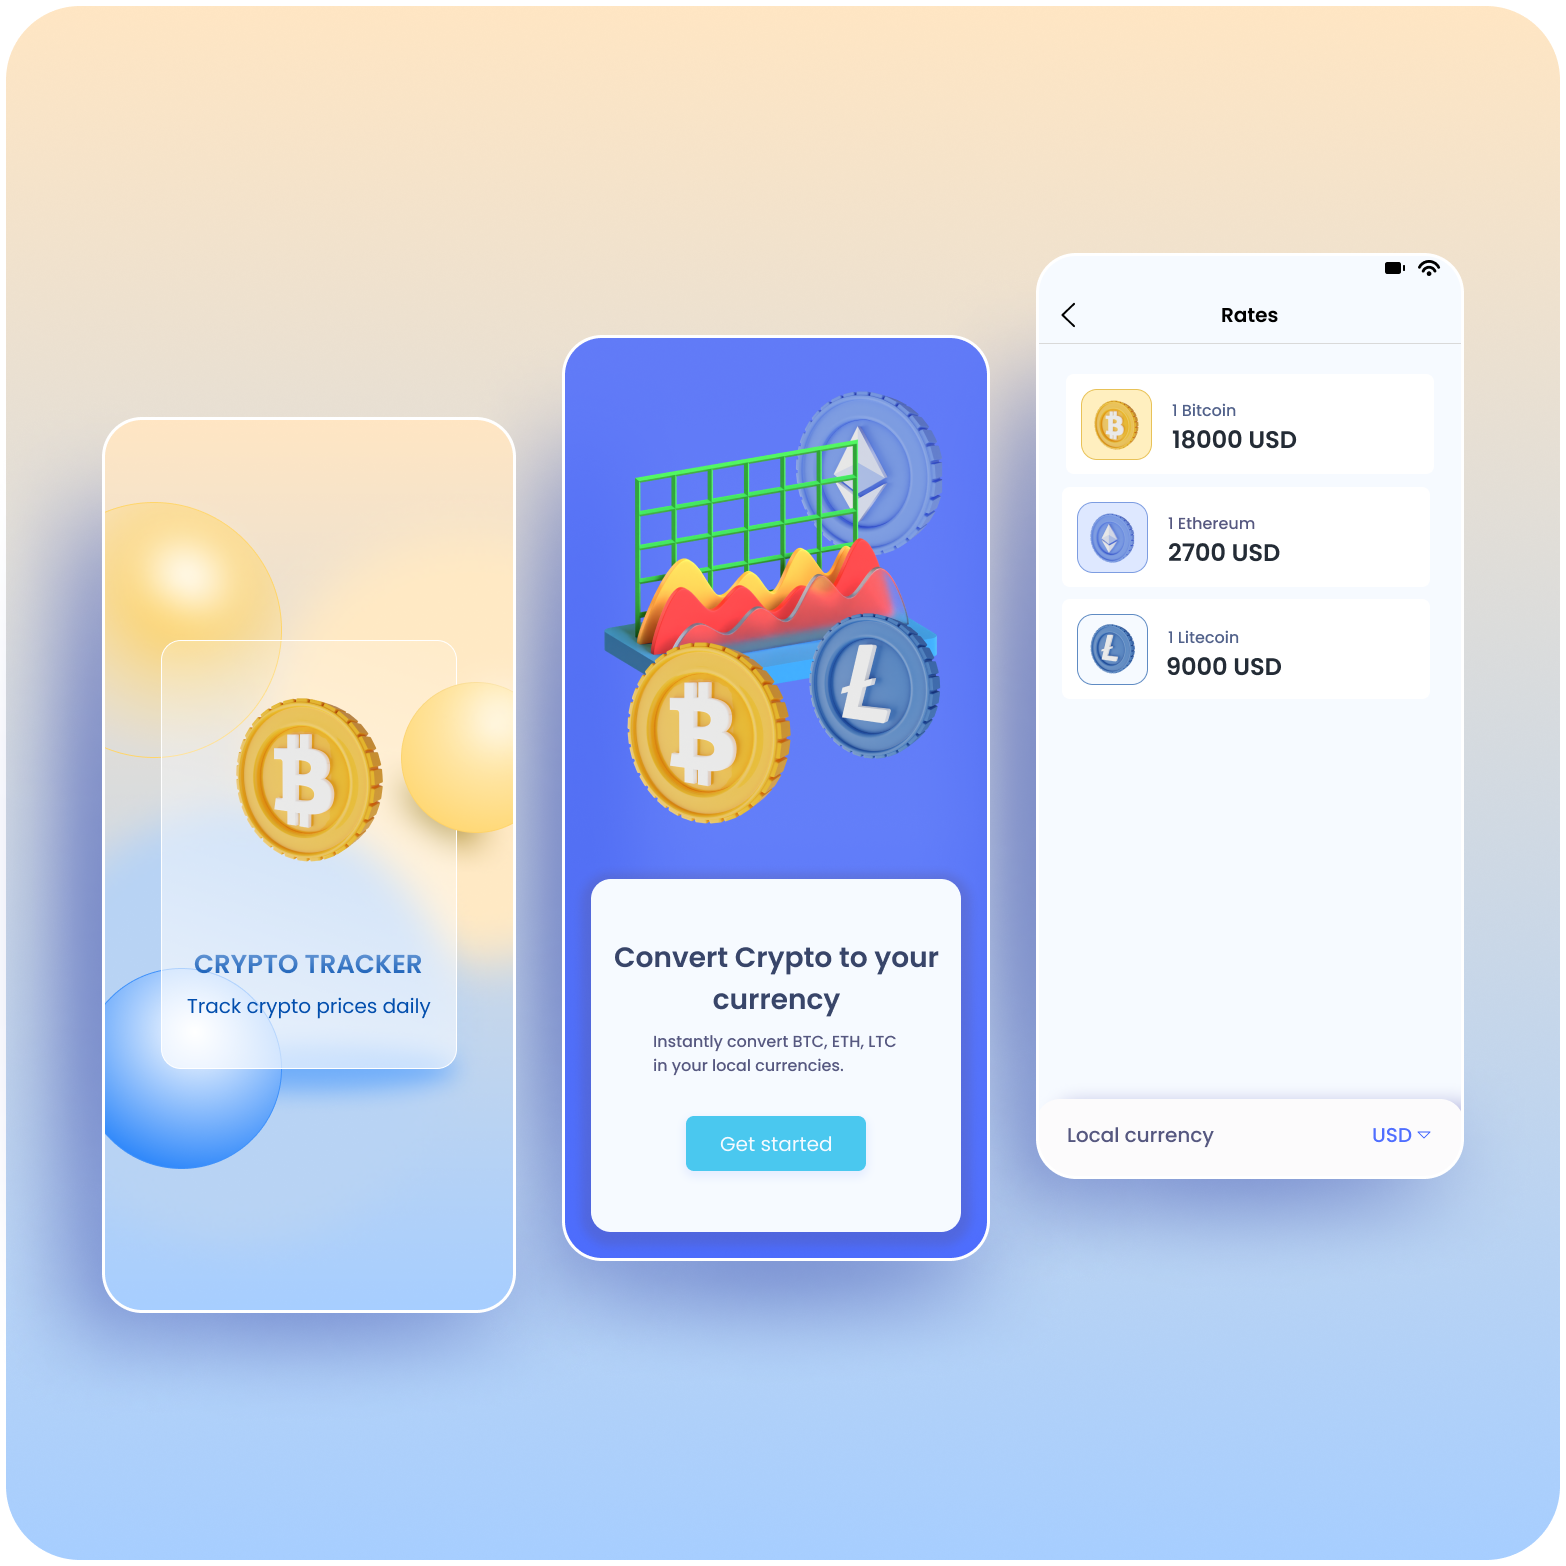 CRYPTO TRACKER
Track crypto prices daily
Convert Crypto to your
currency
Instantly convert BTC, ETH, LTC
in your local currencies.
Get started
Rates
1 Bitcoin
18000 USD
1 Ethereum
2700 USD
1 Litecoin
9000 USD
Local currency
USD